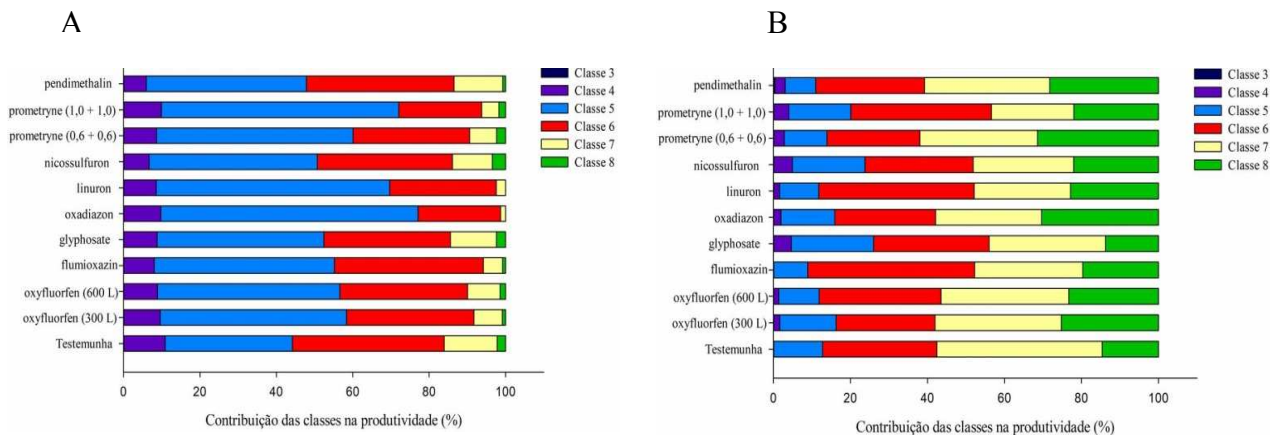 A
pendimethalin
prometryne (1,0 + 1,0)
prometryne (0,6 + 0,6)
nicossulfuron
linuron
oxadiazon
glyphosate
flumioxazin
oxyfluorfen (600 L)
oxyfluorfen (300 L)
Testemunha
0 20 40 60 80 100
Contribuição das classes na produtividade (%)
Classe 3
Classe 4
Classe 5
Classe 6
Classe 7
Classe 8
B
pendimethalin
prometryne (1,0 + 1,0)
prometryne (0,6 + 0,6)
nicossulfuron
linuron
oxadiazon
glyphosate
flumioxazin
oxyfluorfen (600 L)
oxyfluorfen (300 L)
Testemunha
0 20 40 60 80 100
Contribuição das classes na produtividade (%)
Classe 3
Classe 4
Classe 5
Classe 6
Classe 7
Classe 8